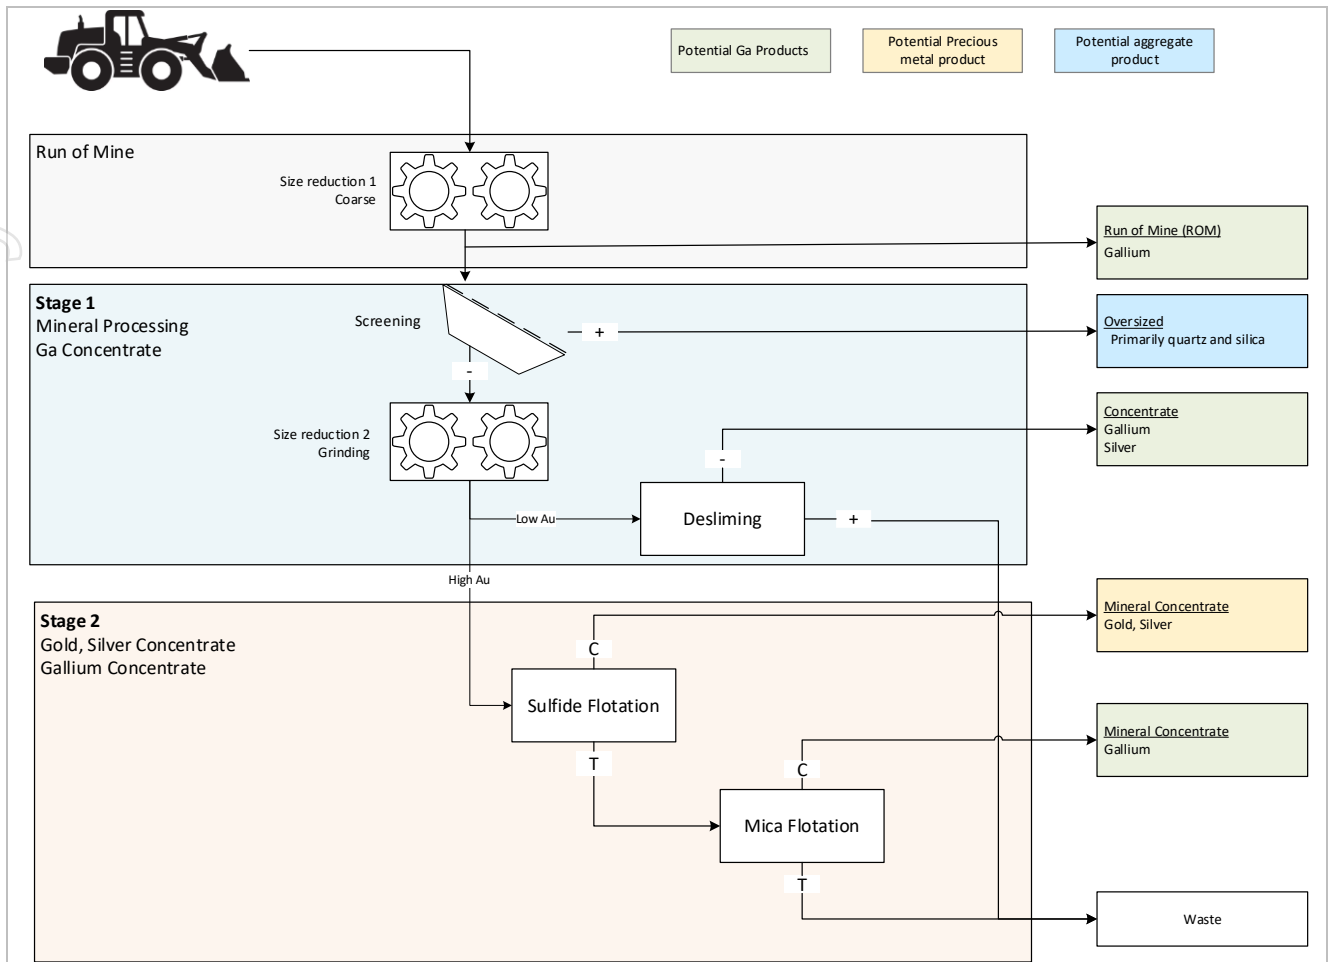 Potential Ga Products
Potential Precious
metal product
Potential aggregate
product
Run of Mine
Size reduction 1
Coarse
Run of Mine (ROM)
Gallium
Stage 1
Mineral Processing
Ga Concentrate
Screening
+
Oversized
Primarily quartz and silica
-
Size reduction 2
Grinding
Concentrate
Gallium
Silver
-
Low Au
Desliming
+
High Au
Stage 2
Gold, Silver Concentrate
Gallium Concentrate
Mineral Concentrate
Gold, Silver
C
Sulfide Flotation
T
Mineral Concentrate
Gallium
C
Mica Flotation
T
Waste